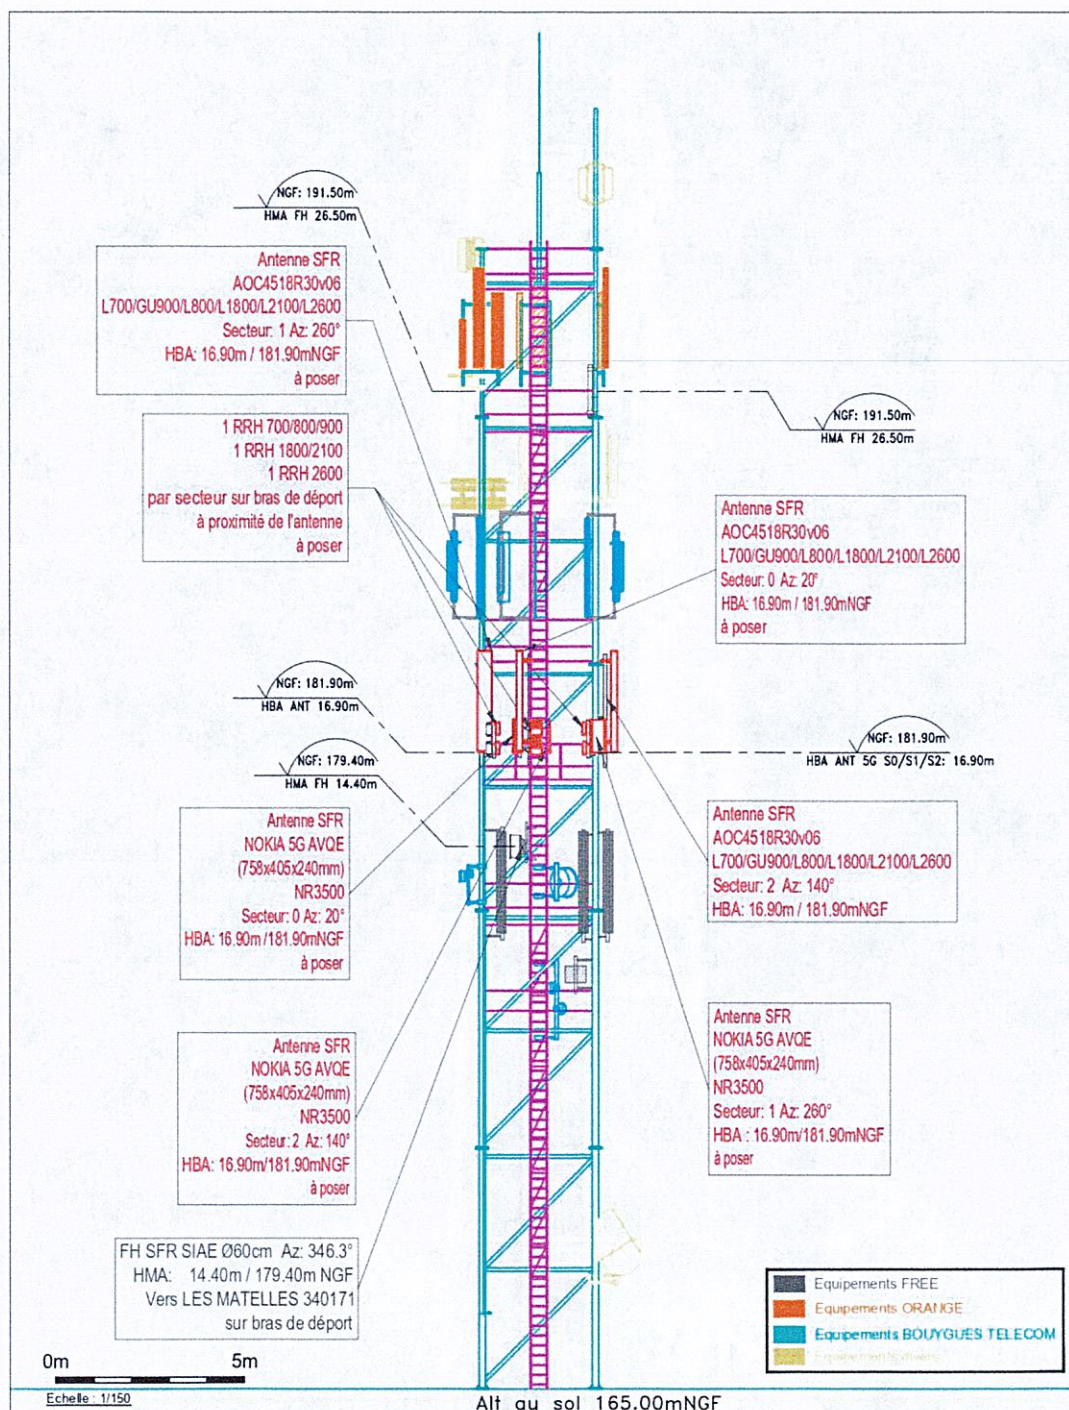 NGF: 191.50m
HMA FH 26.50m
Antenne SFR
AOC4518R30v06
L700/GU900/L800/L1800/L2100/L2600
Secteur: 1 Az: 260°
HBA: 16.90m / 181.90mNGF
à poser
NGF: 191.50m
HMA FH 26.50m
1 RRH 700/800/900
1 RRH 1800/2100
1 RRH 2600
par secteur sur bras de déport
à proximité de l'antenne
à poser
Antenne SFR
AOC4518R30v06
L700/GU900/L800/L1800/L2100/L2600
Secteur: 0 Az: 20°
HBA: 16.90m / 181.90mNGF
à poser
NGF: 181.90m
HBA ANT 16.90m
NGF: 179.40m
HMA FH 14.40m
NGF: 181.90m
HBA ANT 5G S0/S1/S2: 16.90m
Antenne SFR
NOKIA 5G AVQE
(758x405x240mm)
NR3500
Secteur: 0 Az: 20°
HBA: 16.90m /181.90mNGF
à poser
Antenne SFR
AOC4518R30v06
L700/GU900/L800/L1800/L2100/L2600
Secteur: 2 Az: 140°
HBA: 16.90m / 181.90mNGF
Antenne SFR
NOKIA 5G AVQE
(758x405x240mm)
NR3500
Secteur: 2 Az: 140°
HBA: 16.90m/181.90mNGF
à poser
Antenne SFR
NOKIA 5G AVQE
(758x405x240mm)
NR3500
Secteur: 1 Az: 260°
HBA : 16.90m/181.90mNGF
à poser
FH SFR SIAE Ø60cm Az: 346.3°
HMA: 14.40m / 179.40m NGF
Vers LES MATELLES 340171
sur bras de déport
Equipements FREE
Equipements ORANGE
Equipements BOUYGUES TELECOM
Equipements divers
0m 5m
Echelle : 1/150
Alt au sol 165.00mNGF